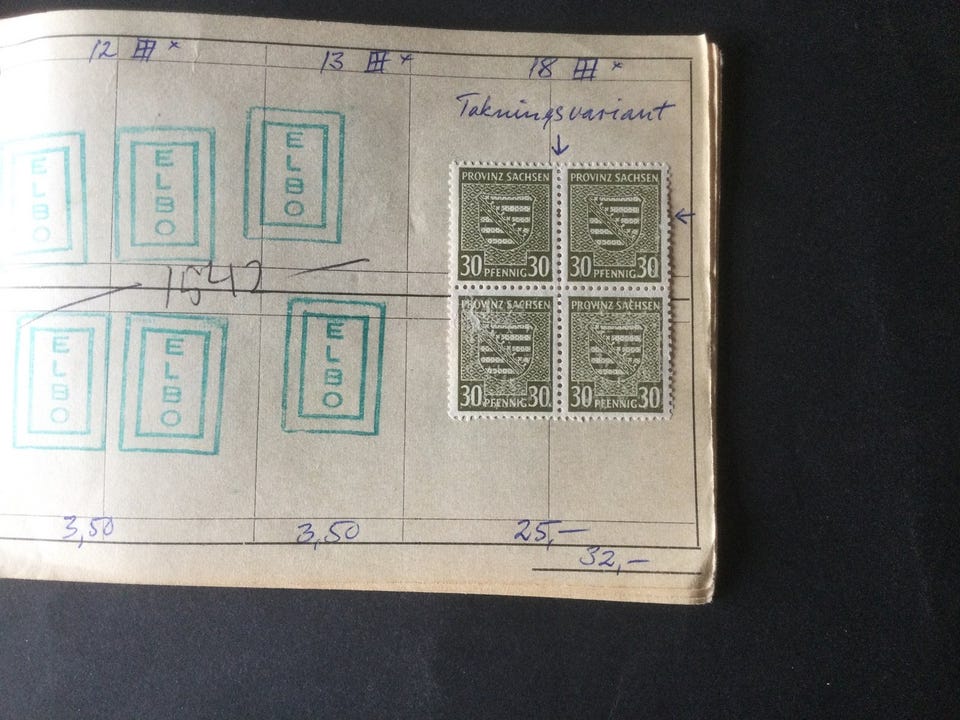 12 ⊞ × 13 ⊞ × 18 ⊞ ×
Takningsvariant
ELBO ELBO ELBO
PROVINZ SACHSEN PROVINZ SACHSEN
30 PFENNIG 30 30 PFENNIG 30
1542
ELBO ELBO ELBO
PROVINZ SACHSEN PROVINZ SACHSEN
30 PFENNIG 30 30 PFENNIG 30
3,50 3,50 25,—
32,—